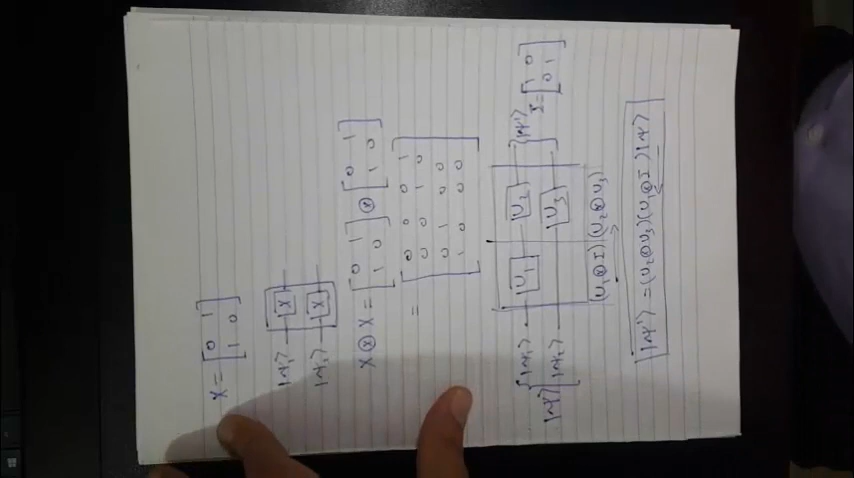 X = [ 0 1
1 0 ]
|ψ₁⟩ — X —
|ψ₂⟩ — X —
X ⊗ X = [ 0 1 ⊗ [ 0 1
1 0 ] 1 0 ]
= [ 0 0 0 1
0 0 1 0
0 1 0 0
1 0 0 0 ]
|ψ⟩ { |ψ₁⟩ — U₁ — U₂ — } |ψ'⟩
|ψ₂⟩ — U₃ —
I = [ 1 0
0 1 ]
(U₁⊗I) (U₂⊗U₃)
|ψ'⟩ = (U₂⊗U₃)(U₁⊗I)|ψ⟩